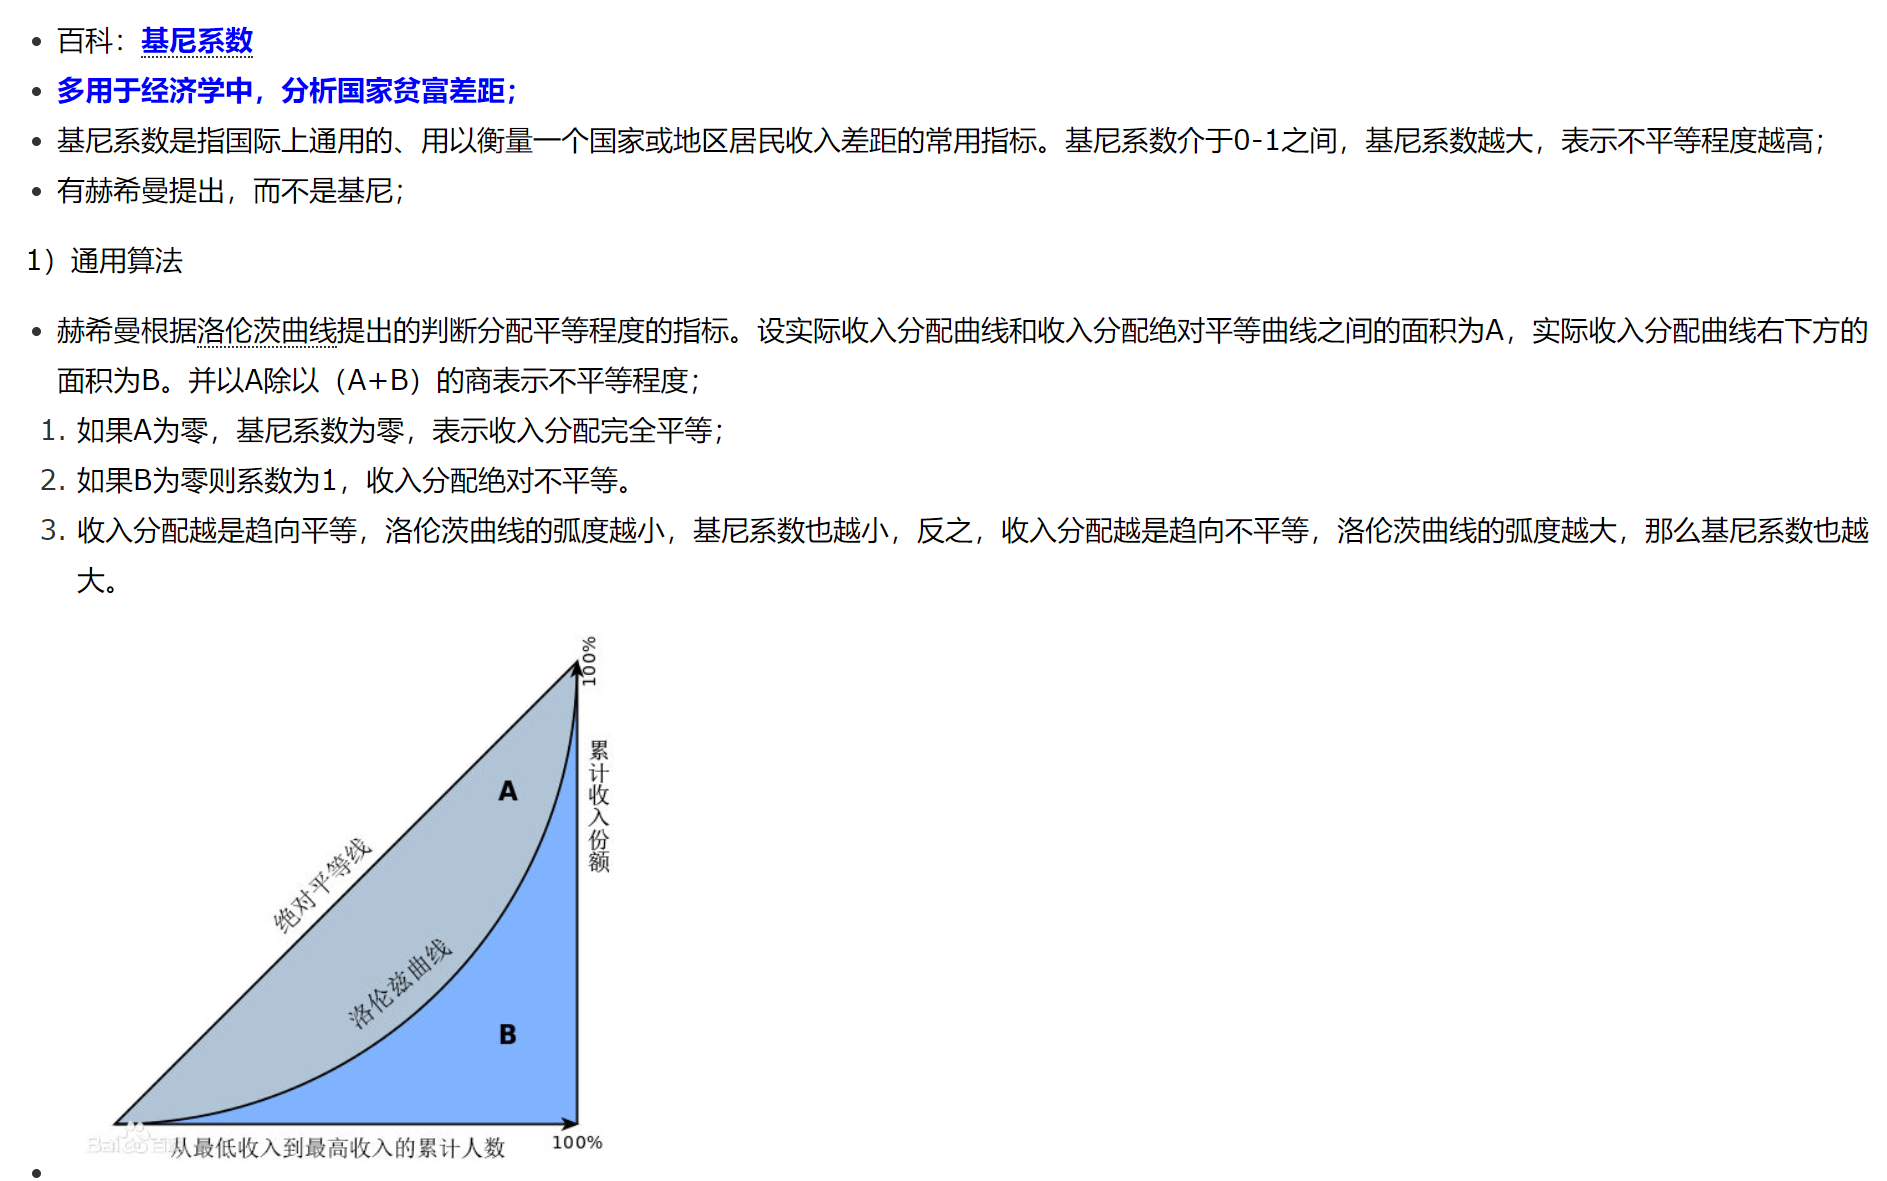 百科：基尼系数
多用于经济学中，分析国家贫富差距；
基尼系数是指国际上通用的、用以衡量一个国家或地区居民收入差距的常用指标。基尼系数介于0-1之间，基尼系数越大，表示不平等程度越高；
有赫希曼提出，而不是基尼；
1）通用算法
赫希曼根据洛伦茨曲线提出的判断分配平等程度的指标。设实际收入分配曲线和收入分配绝对平等曲线之间的面积为A，实际收入分配曲线右下方的
面积为B。并以A除以（A+B）的商表示不平等程度；
1. 如果A为零，基尼系数为零，表示收入分配完全平等；
2. 如果B为零则系数为1，收入分配绝对不平等。
3. 收入分配越是趋向平等，洛伦茨曲线的弧度越小，基尼系数也越小，反之，收入分配越是趋向不平等，洛伦茨曲线的弧度越大，那么基尼系数也越
大。
100%
累计收入份额
A
绝对平等线
洛伦兹曲线
B
Bai百科
从最低收入到最高收入的累计人数
100%